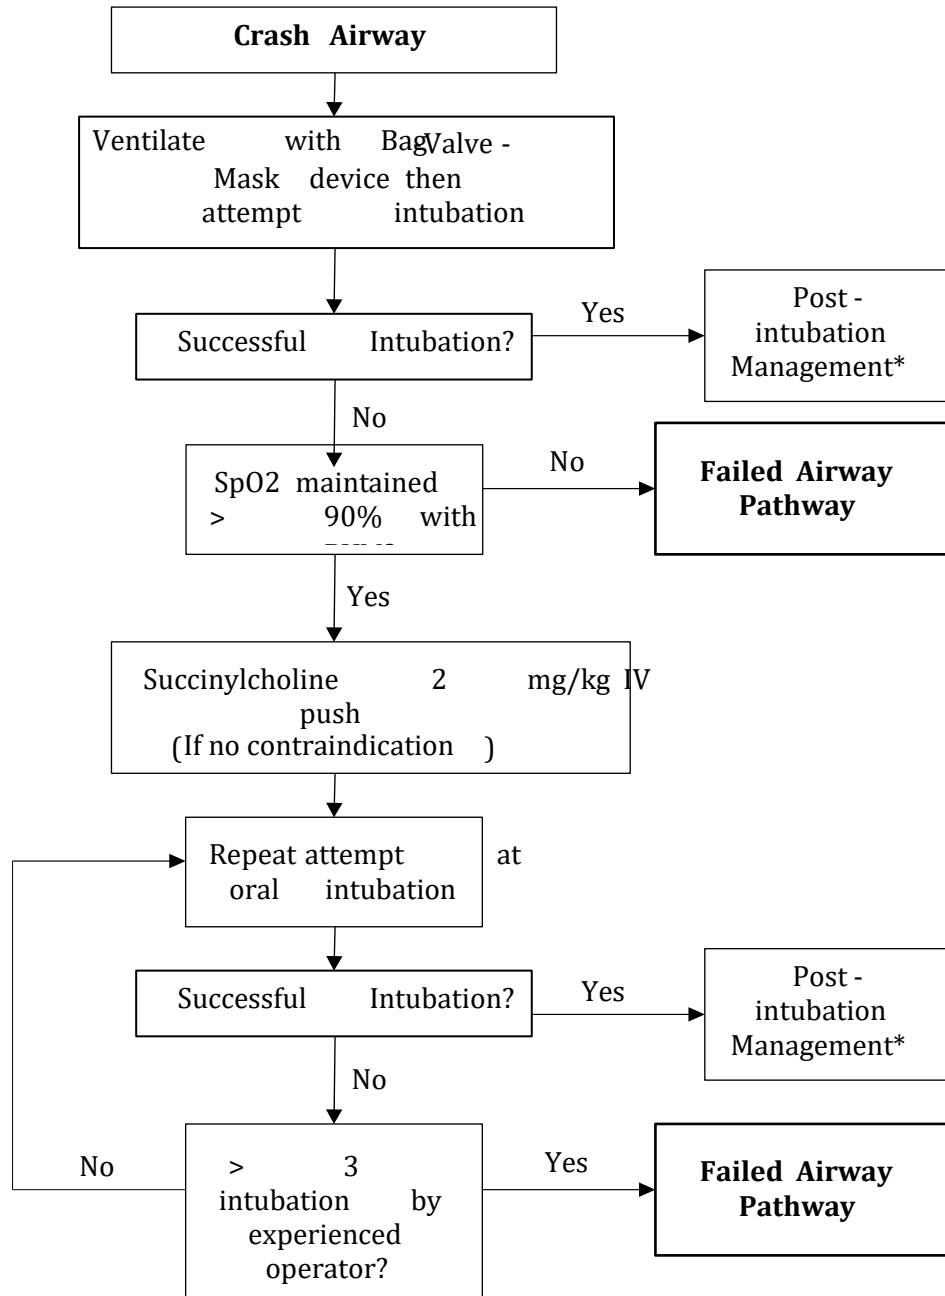 Crash Airway
Ventilate with Bag Valve -
Mask device then
attempt intubation
Successful Intubation?
Yes
Post -
intubation
Management*
No
SpO2 maintained
> 90% with
No
Failed Airway
Pathway
Yes
Succinylcholine 2 mg/kg IV
push
(If no contraindication )
Repeat attempt at
oral intubation
Successful Intubation?
Yes
Post -
intubation
Management*
No
> 3
intubation by
experienced
operator?
No
Yes
Failed Airway
Pathway